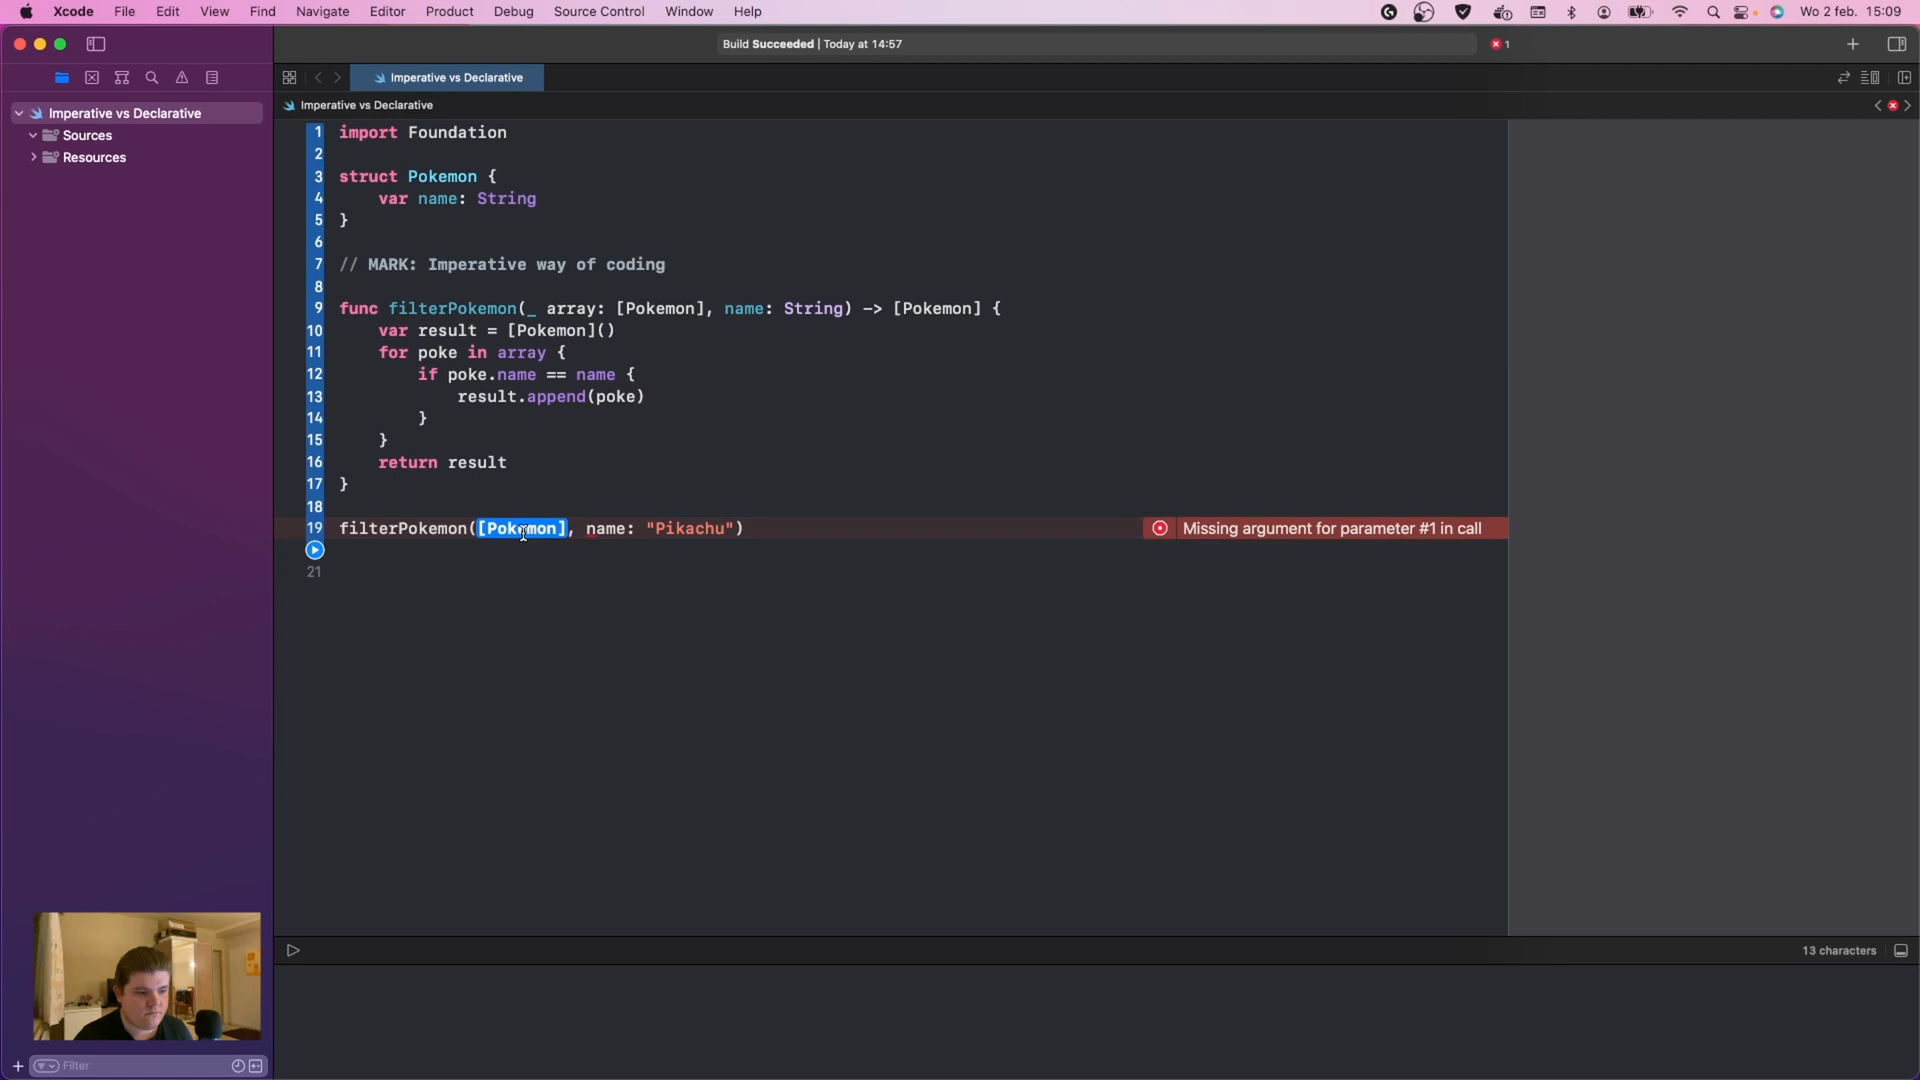 Xcode File Edit View Find Navigate Editor Product Debug Source Control Window Help
Wo 2 feb. 15:09
Build Succeeded | Today at 14:57
1
Imperative vs Declarative
Imperative vs Declarative
Imperative vs Declarative
Sources
Resources
1 import Foundation
2
3 struct Pokemon {
4 var name: String
5 }
6
7 // MARK: Imperative way of coding
8
9 func filterPokemon(_ array: [Pokemon], name: String) -> [Pokemon] {
10 var result = [Pokemon]()
11 for poke in array {
12 if poke.name == name {
13 result.append(poke)
14 }
15 }
16 return result
17 }
18
19 filterPokemon([Pokemon], name: "Pikachu")
Missing argument for parameter #1 in call
21
13 characters
Filter